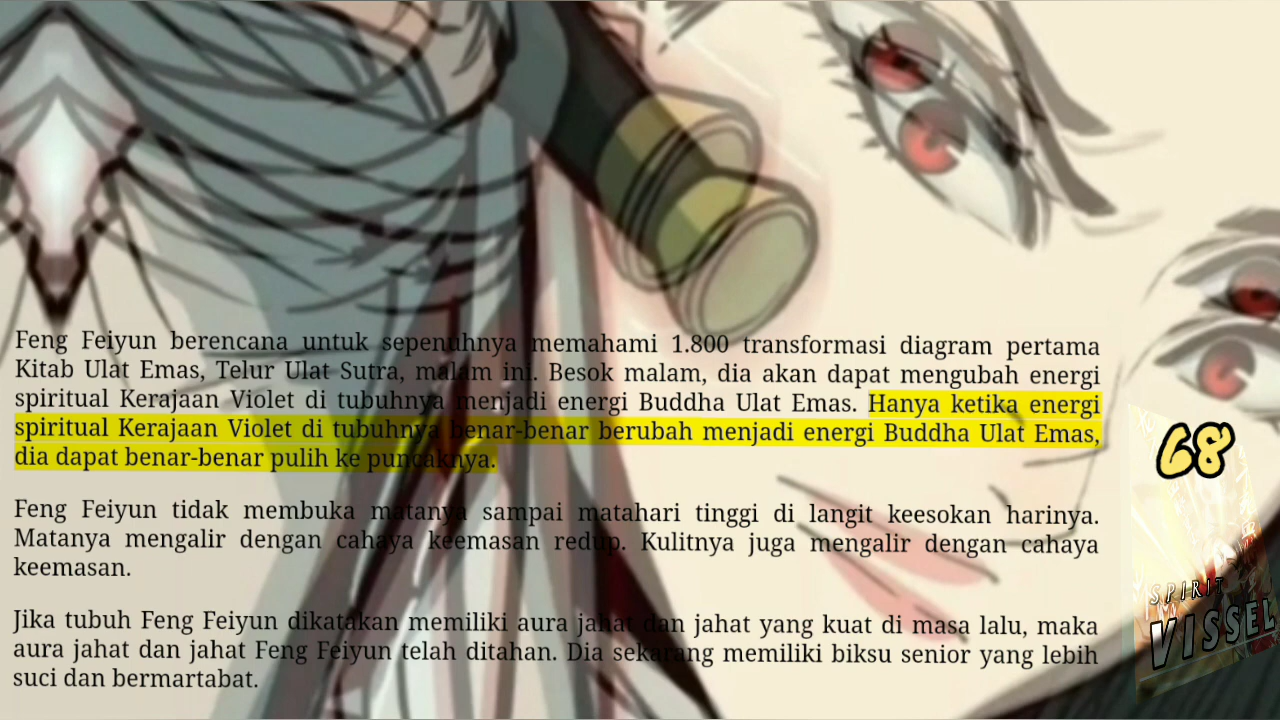 Feng Feiyun berencana untuk sepenuhnya memahami 1.800 transformasi diagram pertama
Kitab Ulat Emas, Telur Ulat Sutra, malam ini. Besok malam, dia akan dapat mengubah energi
spiritual Kerajaan Violet di tubuhnya menjadi energi Buddha Ulat Emas. Hanya ketika energi
spiritual Kerajaan Violet di tubuhnya benar-benar berubah menjadi energi Buddha Ulat Emas,
dia dapat benar-benar pulih ke puncaknya.
Feng Feiyun tidak membuka matanya sampai matahari tinggi di langit keesokan harinya.
Matanya mengalir dengan cahaya keemasan redup. Kulitnya juga mengalir dengan cahaya
keemasan.
Jika tubuh Feng Feiyun dikatakan memiliki aura jahat dan jahat yang kuat di masa lalu, maka
aura jahat dan jahat Feng Feiyun telah ditahan. Dia sekarang memiliki biksu senior yang lebih
suci dan bermartabat.
68
SPIRIT
VISSEL